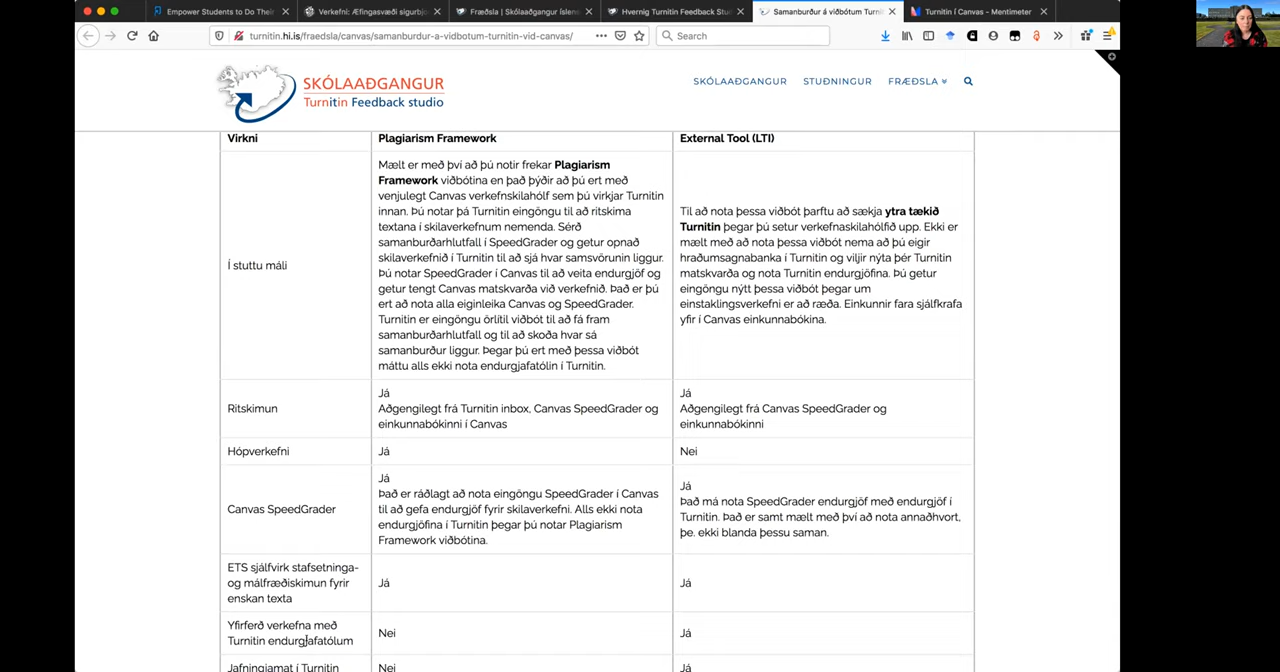 Empower Students to Do Their
Verkefni: Æfingasvæði sigurbj
Fræðsla | Skólaaðgangur íslens
Hvernig Turnitin Feedback Stu
Samanburður á viðbótum Turni
Turnitin í Canvas - Mentimeter
turnitin.hi.is/fraedsla/canvas/samanburdur-a-vidbotum-turnitin-vid-canvas/
Search
SKÓLAAÐGANGUR
Turnitin Feedback studio
SKÓLAAÐGANGUR
STUÐNINGUR
FRÆÐSLA
Virkni
Plagiarism Framework
External Tool (LTI)
Í stuttu máli
Mælt er með því að þú notir frekar Plagiarism
Framework viðbótina en það þýðir að þú ert með
venjulegt Canvas verkefnskilahólf sem þú virkjar Turnitin
innan. Þú notar þá Turnitin eingöngu til að ritskima
textana í skilaverkefnum nemenda. Sérð
samanburðarhlutfall í SpeedGrader og getur opnað
skilaverkefnið í Turnitin til að sjá hvar samsvörunin liggur.
Þú notar SpeedGrader í Canvas til að veita endurgjöf og
getur tengt Canvas matskvarða við verkefnið. Það er þú
ert að nota alla eiginleika Canvas og SpeedGrader.
Turnitin er eingöngu örlítil viðbót til að fá fram
samanburðarhlutfall og til að skoða hvar sá
samanburður liggur. Þegar þú ert með þessa viðbót
máttu alls ekki nota endurgjafatólin í Turnitin.
Til að nota þessa viðbót þarftu að sækja ytra tækið
Turnitin þegar þú setur verkefnaskilahólfið upp. Ekki er
mælt með að nota þessa viðbót nema að þú eigir
hraðumsagnabanka í Turnitin og viljir nýta þér Turnitin
matskvarða og nota Turnitin endurgjöfina. Þú getur
eingöngu nýtt þessa viðbót þegar um
einstaklingsverkefni er að ræða. Einkunnir fara sjálfkrafa
yfir í Canvas einkunnabókina.
Ritskimun
Já
Aðgengilegt frá Turnitin inbox, Canvas SpeedGrader og
einkunnabókinni í Canvas
Já
Aðgengilegt frá Canvas SpeedGrader og
einkunnabókinni
Hópverkefni
Já
Nei
Canvas SpeedGrader
Já
Það er ráðlagt að nota eingöngu SpeedGrader í Canvas
til að gefa endurgjöf fyrir skilaverkefni. Alls ekki nota
endurgjöfina í Turnitin þegar þú notar Plagiarism
Framework viðbótina.
Já
Það má nota SpeedGrader endurgjöf með endurgjöf í
Turnitin. Það er samt mælt með því að nota annaðhvort,
þe. ekki blanda þessu saman.
ETS sjálfvirk stafsetninga-
og málfræðiskimun fyrir
enskan texta
Já
Já
Yfirferð verkefna með
Turnitin endurgjafatólum
Nei
Já
Jafningjamat í Turnitin
Nei
Já